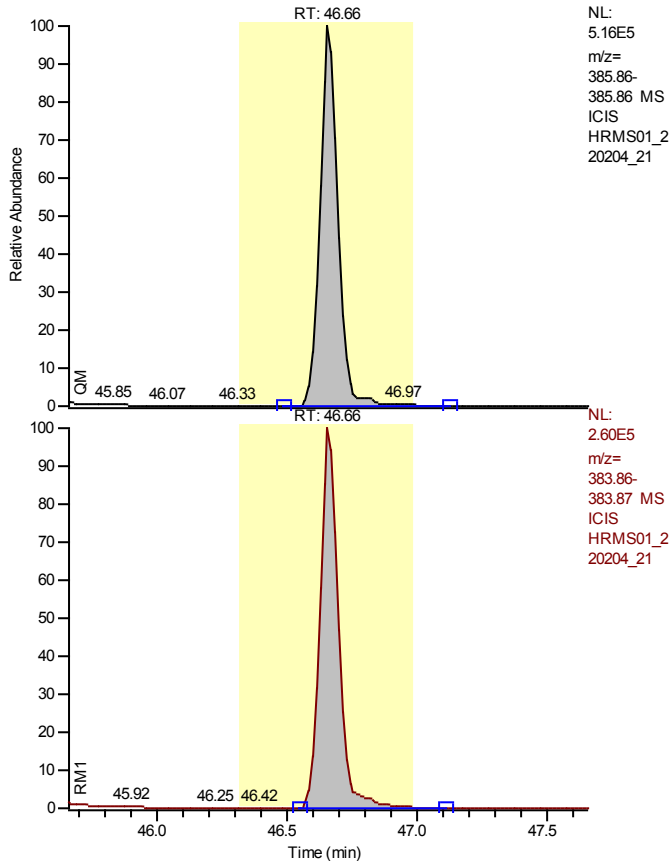 RT: 46.66
NL:
5.16E5
m/z=
385.86-
385.86 MS
ICIS
HRMS01_2
20204_21
100
90
80
70
60
50
40
30
20
10
0
Relative Abundance
QM
45.85 46.07 46.33 46.97
RT: 46.66
NL:
2.60E5
m/z=
383.86-
383.87 MS
ICIS
HRMS01_2
20204_21
100
90
80
70
60
50
40
30
20
10
0
RM1
45.92 46.25 46.42
46.0 46.5 47.0 47.5
Time (min)